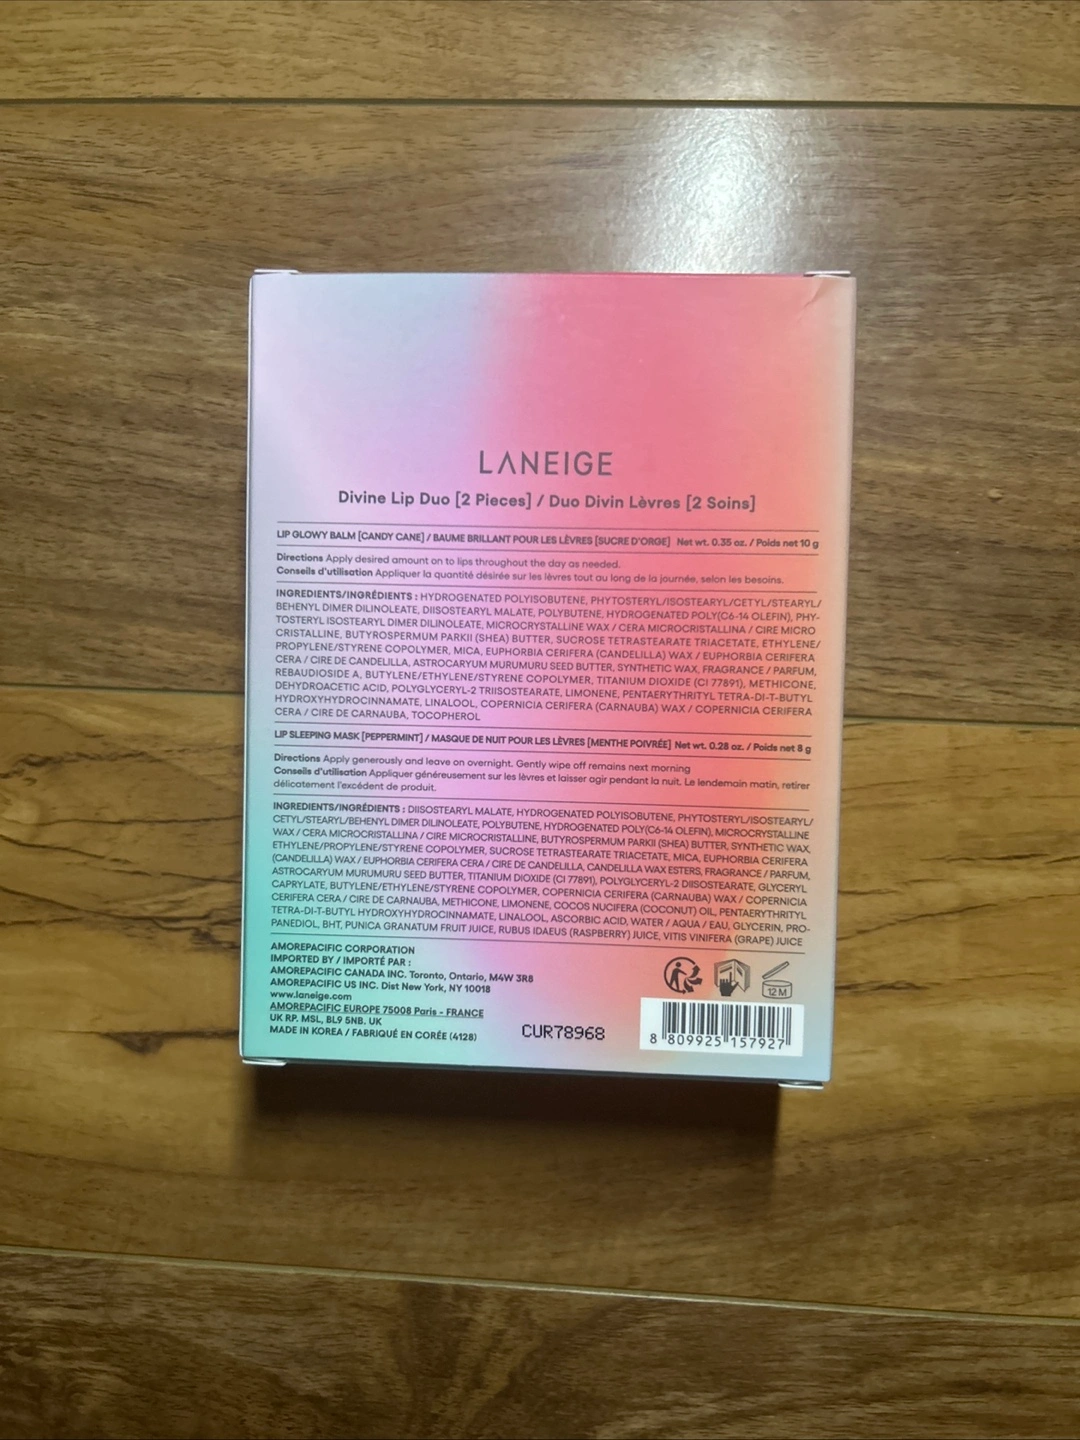 LANEIGE
Divine Lip Duo [2 Pieces] / Duo Divin Lèvres [2 Soins]
LIP GLOWY BALM [CANDY CANE] / BAUME BRILLANT POUR LES LÈVRES [SUCRE D'ORGE] Net wt. 0.35 oz. / Poids net 10 g
Directions Apply desired amount on to lips throughout the day as needed.
Conseils d'utilisation Appliquer la quantité désirée sur les lèvres tout au long de la journée, selon les besoins.
INGREDIENTS/INGRÉDIENTS : HYDROGENATED POLYISOBUTENE, PHYTOSTERYL/ISOSTEARYL/CETYL/STEARYL/
BEHENYL DIMER DILINOLEATE, DIISOSTEARYL MALATE, POLYBUTENE, HYDROGENATED POLY(C6-14 OLEFIN), PHY-
TOSTERYL ISOSTEARYL DIMER DILINOLEATE, MICROCRYSTALLINE WAX / CERA MICROCRISTALLINA / CIRE MICRO
CRISTALLINE, BUTYROSPERMUM PARKII (SHEA) BUTTER, SUCROSE TETRASTEARATE TRIACETATE, ETHYLENE/
PROPYLENE/STYRENE COPOLYMER, MICA, EUPHORBIA CERIFERA (CANDELILLA) WAX / EUPHORBIA CERIFERA
CERA / CIRE DE CANDELILLA, ASTROCARYUM MURUMURU SEED BUTTER, SYNTHETIC WAX, FRAGRANCE / PARFUM,
REBAUDIOSIDE A, BUTYLENE/ETHYLENE/STYRENE COPOLYMER, TITANIUM DIOXIDE (CI 77891), METHICONE,
DEHYDROACETIC ACID, POLYGLYCERYL-2 TRIISOSTEARATE, LIMONENE, PENTAERYTHRITYL TETRA-DI-T-BUTYL
HYDROXYHYDROCINNAMATE, LINALOOL, COPERNICIA CERIFERA (CARNAUBA) WAX / COPERNICIA CERIFERA
CERA / CIRE DE CARNAUBA, TOCOPHEROL
LIP SLEEPING MASK [PEPPERMINT] / MASQUE DE NUIT POUR LES LÈVRES [MENTHE POIVRÉE] Net wt. 0.28 oz. / Poids net 8 g
Directions Apply generously and leave on overnight. Gently wipe off remains next morning
Conseils d'utilisation Appliquer généreusement sur les lèvres et laisser agir pendant la nuit. Le lendemain matin, retirer
délicatement l'excédent de produit.
INGREDIENTS/INGRÉDIENTS : DIISOSTEARYL MALATE, HYDROGENATED POLYISOBUTENE, PHYTOSTERYL/ISOSTEARYL/
CETYL/STEARYL/BEHENYL DIMER DILINOLEATE, POLYBUTENE, HYDROGENATED POLY(C6-14 OLEFIN), MICROCRYSTALLINE
WAX / CERA MICROCRISTALLINA / CIRE MICROCRISTALLINE, BUTYROSPERMUM PARKII (SHEA) BUTTER, SYNTHETIC WAX,
ETHYLENE/PROPYLENE/STYRENE COPOLYMER, SUCROSE TETRASTEARATE TRIACETATE, MICA, EUPHORBIA CERIFERA
(CANDELILLA) WAX / EUPHORBIA CERIFERA CERA / CIRE DE CANDELILLA, CANDELILLA WAX ESTERS, FRAGRANCE / PARFUM,
ASTROCARYUM MURUMURU SEED BUTTER, TITANIUM DIOXIDE (CI 77891), POLYGLYCERYL-2 DIISOSTEARATE, GLYCERYL
CAPRYLATE, BUTYLENE/ETHYLENE/STYRENE COPOLYMER, COPERNICIA CERIFERA (CARNAUBA) WAX / COPERNICIA
CERIFERA CERA / CIRE DE CARNAUBA, METHICONE, LIMONENE, COCOS NUCIFERA (COCONUT) OIL, PENTAERYTHRITYL
TETRA-DI-T-BUTYL HYDROXYHYDROCINNAMATE, LINALOOL, ASCORBIC ACID, WATER / AQUA / EAU, GLYCERIN, PRO-
PANEDIOL, BHT, PUNICA GRANATUM FRUIT JUICE, RUBUS IDAEUS (RASPBERRY) JUICE, VITIS VINIFERA (GRAPE) JUICE
AMOREPACIFIC CORPORATION
IMPORTED BY / IMPORTÉ PAR :
AMOREPACIFIC CANADA INC. Toronto, Ontario, M4W 3R8
AMOREPACIFIC US INC. Dist New York, NY 10018
www.laneige.com
AMOREPACIFIC EUROPE 75008 Paris - FRANCE
UK RP. MSL, BL9 5NB. UK
MADE IN KOREA / FABRIQUÉ EN CORÉE (4128)
CUR78968
12M
8 809925 157927